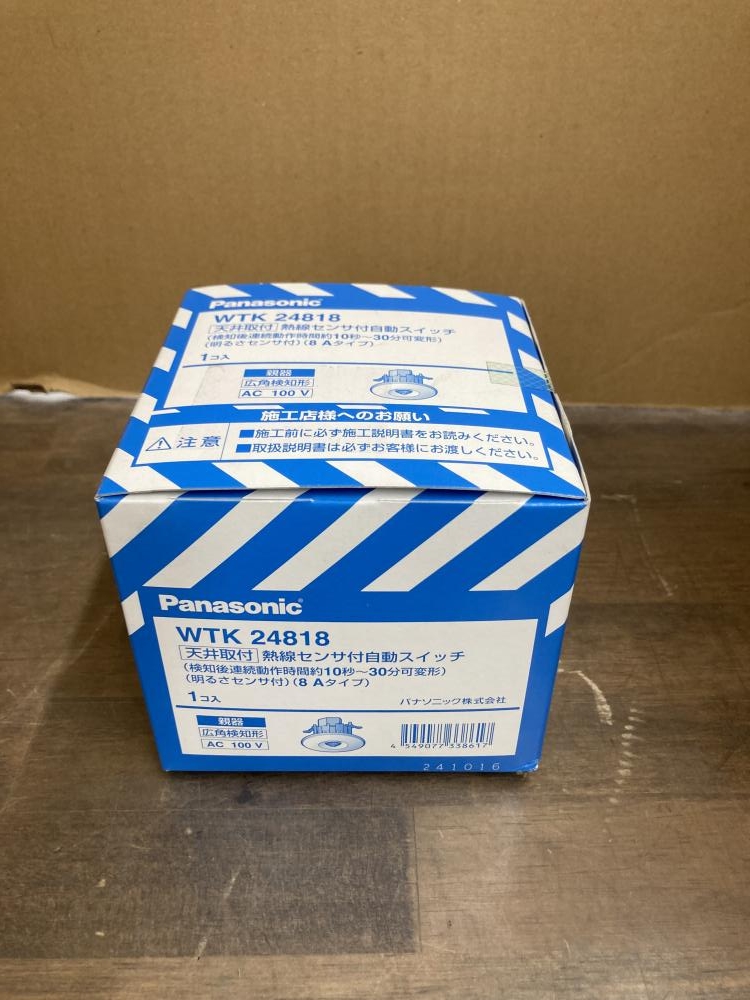 Panasonic
WTK 24818
天井取付 熱線センサ付自動スイッチ
(検知後連続動作時間約10秒～30分可変形)
(明るさセンサ付)(8 Aタイプ)
1コ入
親器
広角検知形
AC 100 V
施工店様へのお願い
注意
■施工前に必ず施工説明書をお読みください。
■取扱説明書は必ずお客様にお渡しください。
Panasonic
WTK 24818
天井取付 熱線センサ付自動スイッチ
(検知後連続動作時間約10秒～30分可変形)
(明るさセンサ付)(8 Aタイプ)
1コ入
パナソニック株式会社
親器
広角検知形
AC 100 V
4 549077 338617
241016